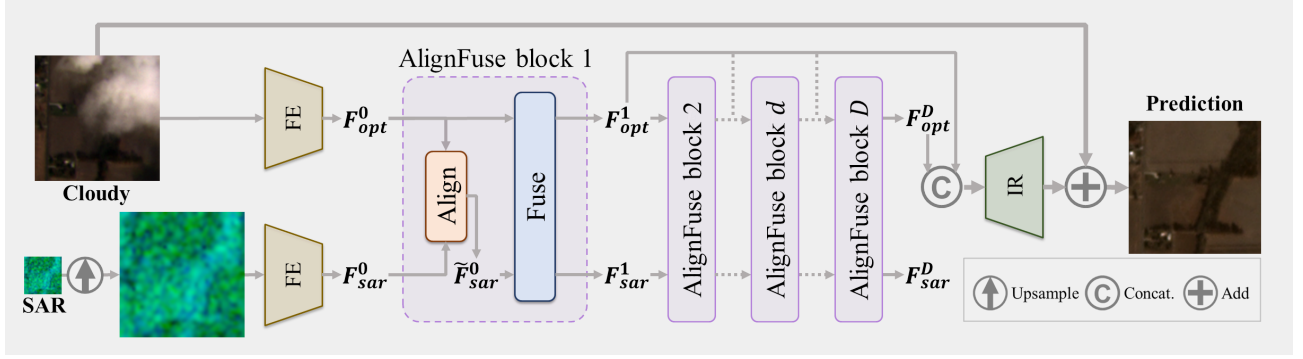 AlignFuse block 1
Cloudy
FE
F⁰opt
Align
Fuse
F¹opt
AlignFuse block 2
AlignFuse block d
AlignFuse block D
Fᴰopt
C
IR
Prediction
SAR
FE
F⁰sar
F̃⁰sar
F¹sar
Fᴰsar
Upsample
C Concat.
Add